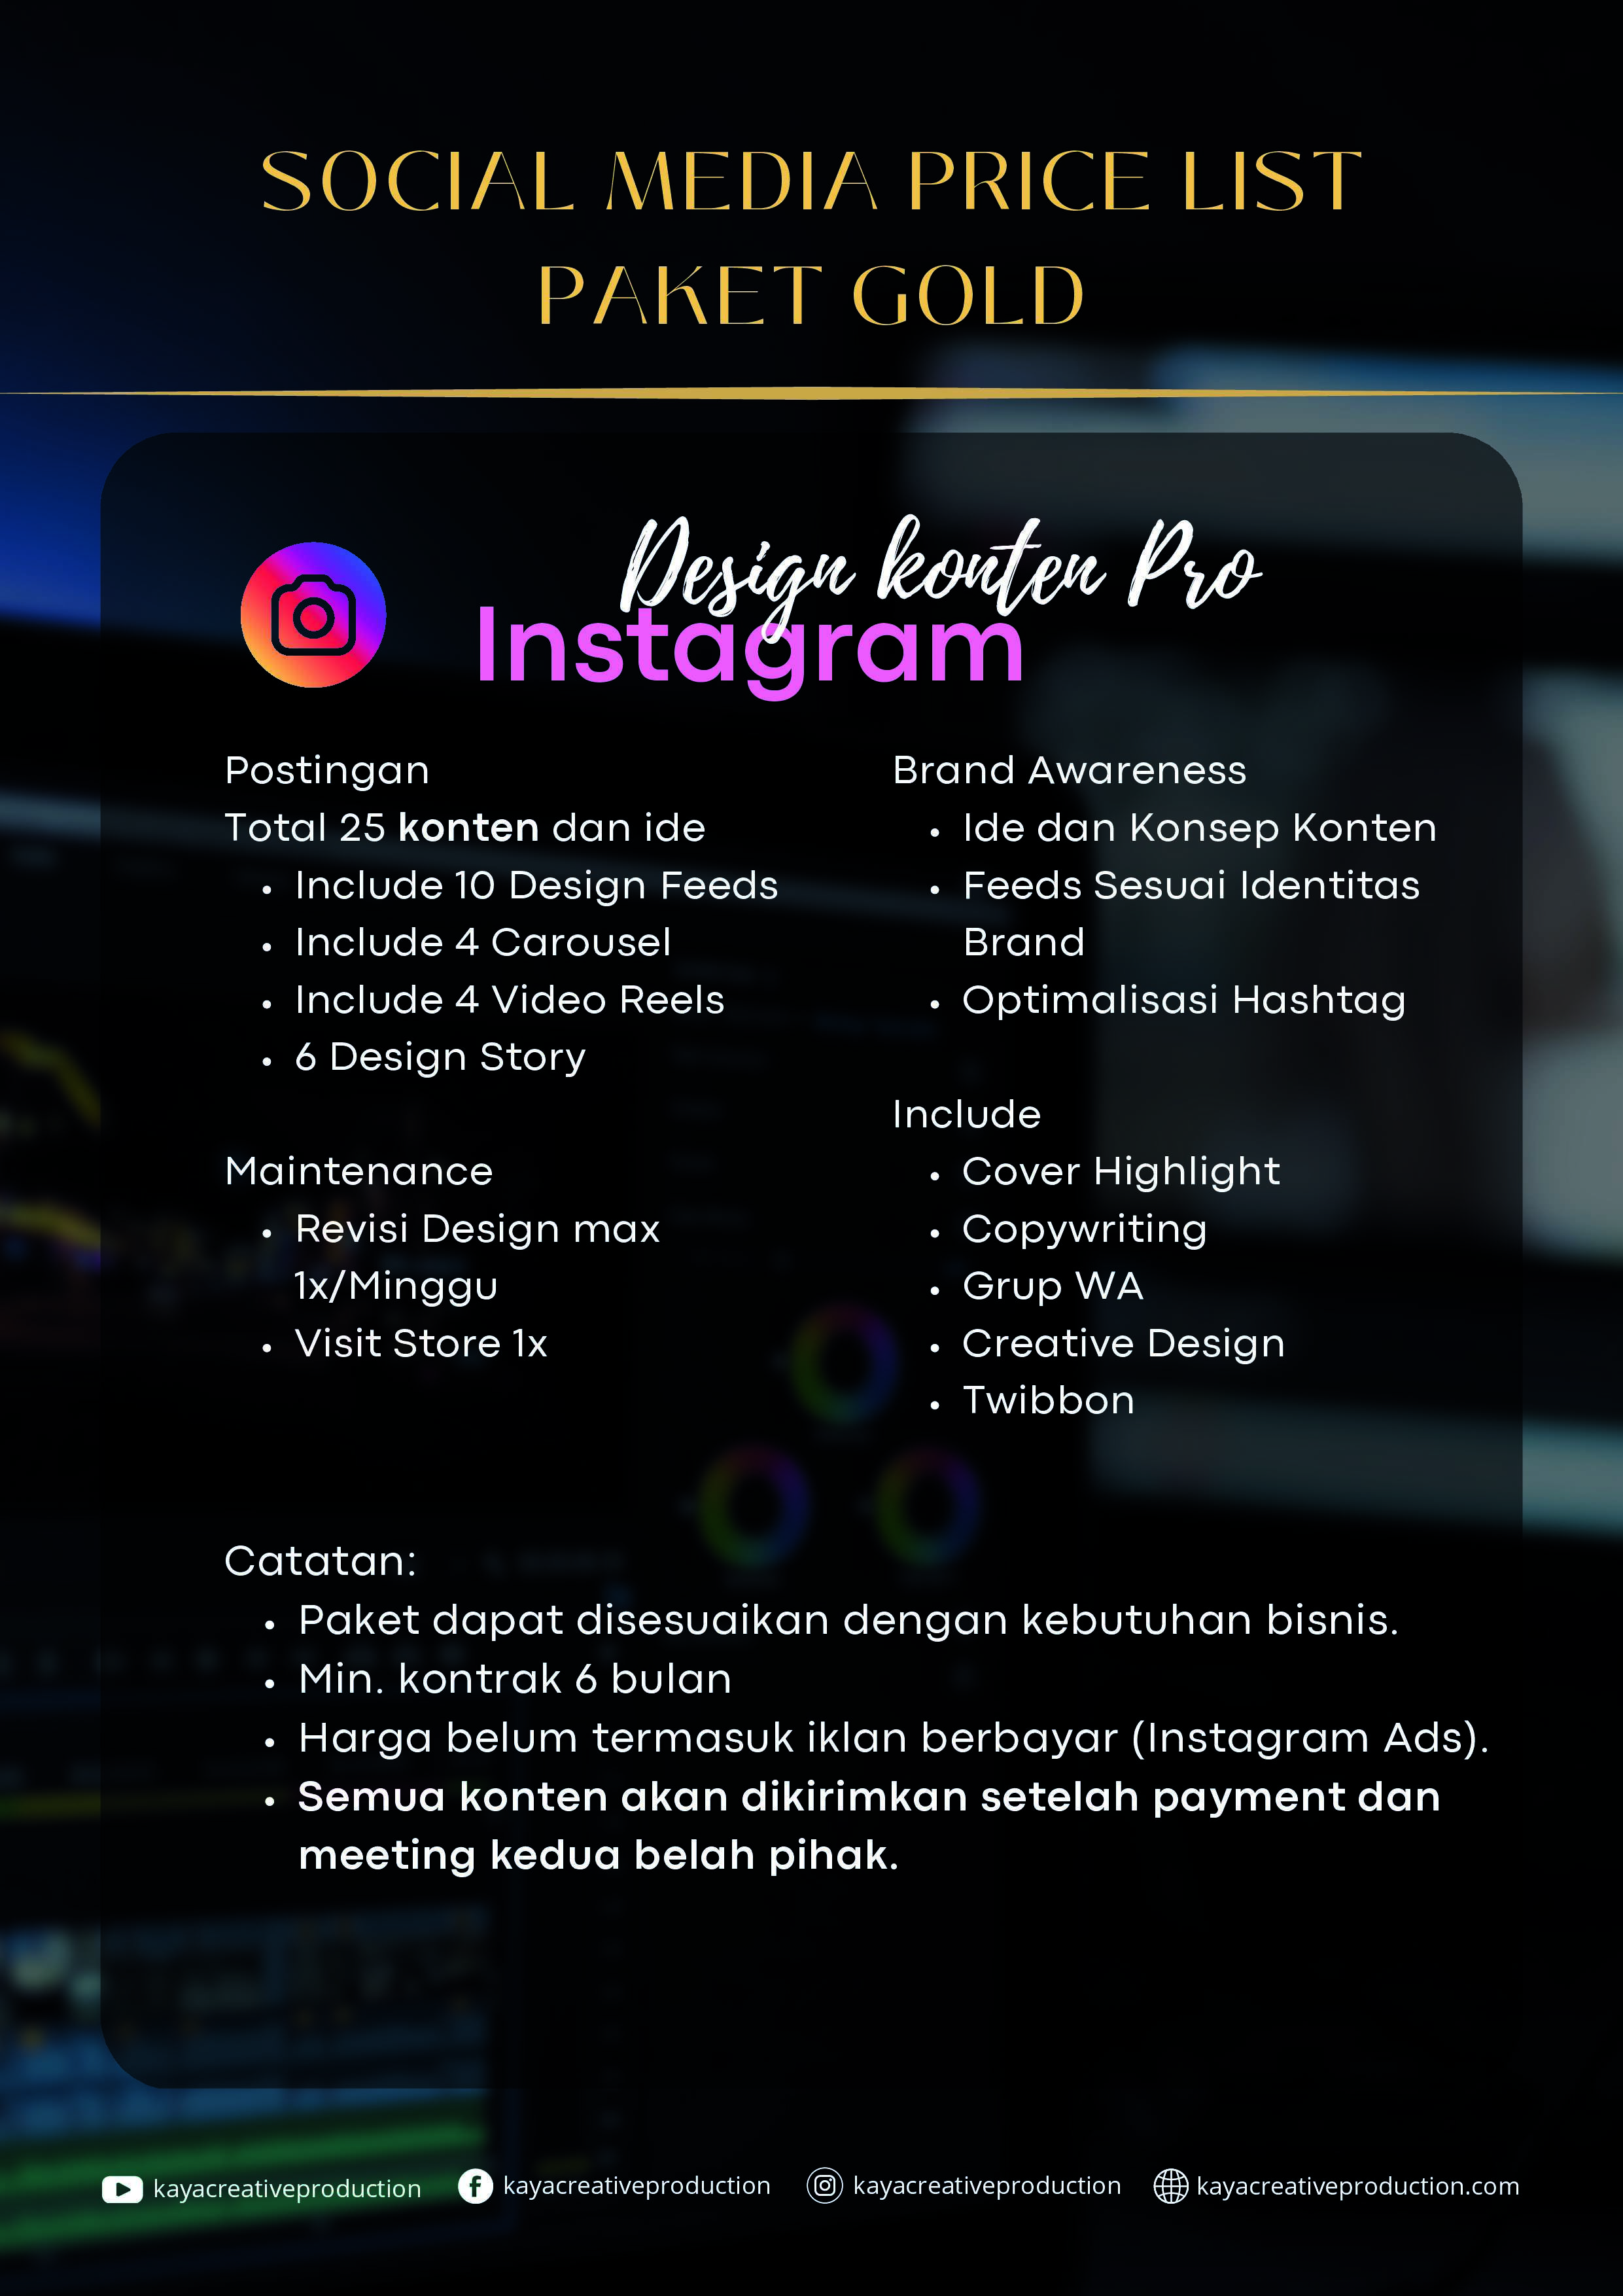 SOCIAL MEDIA PRICE LIST
PAKET GOLD
Design konten Pro
Instagram
Postingan
Total 25 konten dan ide
• Include 10 Design Feeds
• Include 4 Carousel
• Include 4 Video Reels
• 6 Design Story
Maintenance
• Revisi Design max
1x/Minggu
• Visit Store 1x
Brand Awareness
• Ide dan Konsep Konten
• Feeds Sesuai Identitas
Brand
• Optimalisasi Hashtag
Include
• Cover Highlight
• Copywriting
• Grup WA
• Creative Design
• Twibbon
Catatan:
• Paket dapat disesuaikan dengan kebutuhan bisnis.
• Min. kontrak 6 bulan
• Harga belum termasuk iklan berbayar (Instagram Ads).
• Semua konten akan dikirimkan setelah payment dan
meeting kedua belah pihak.
kayacreativeproduction
kayacreativeproduction
kayacreativeproduction
kayacreativeproduction.com